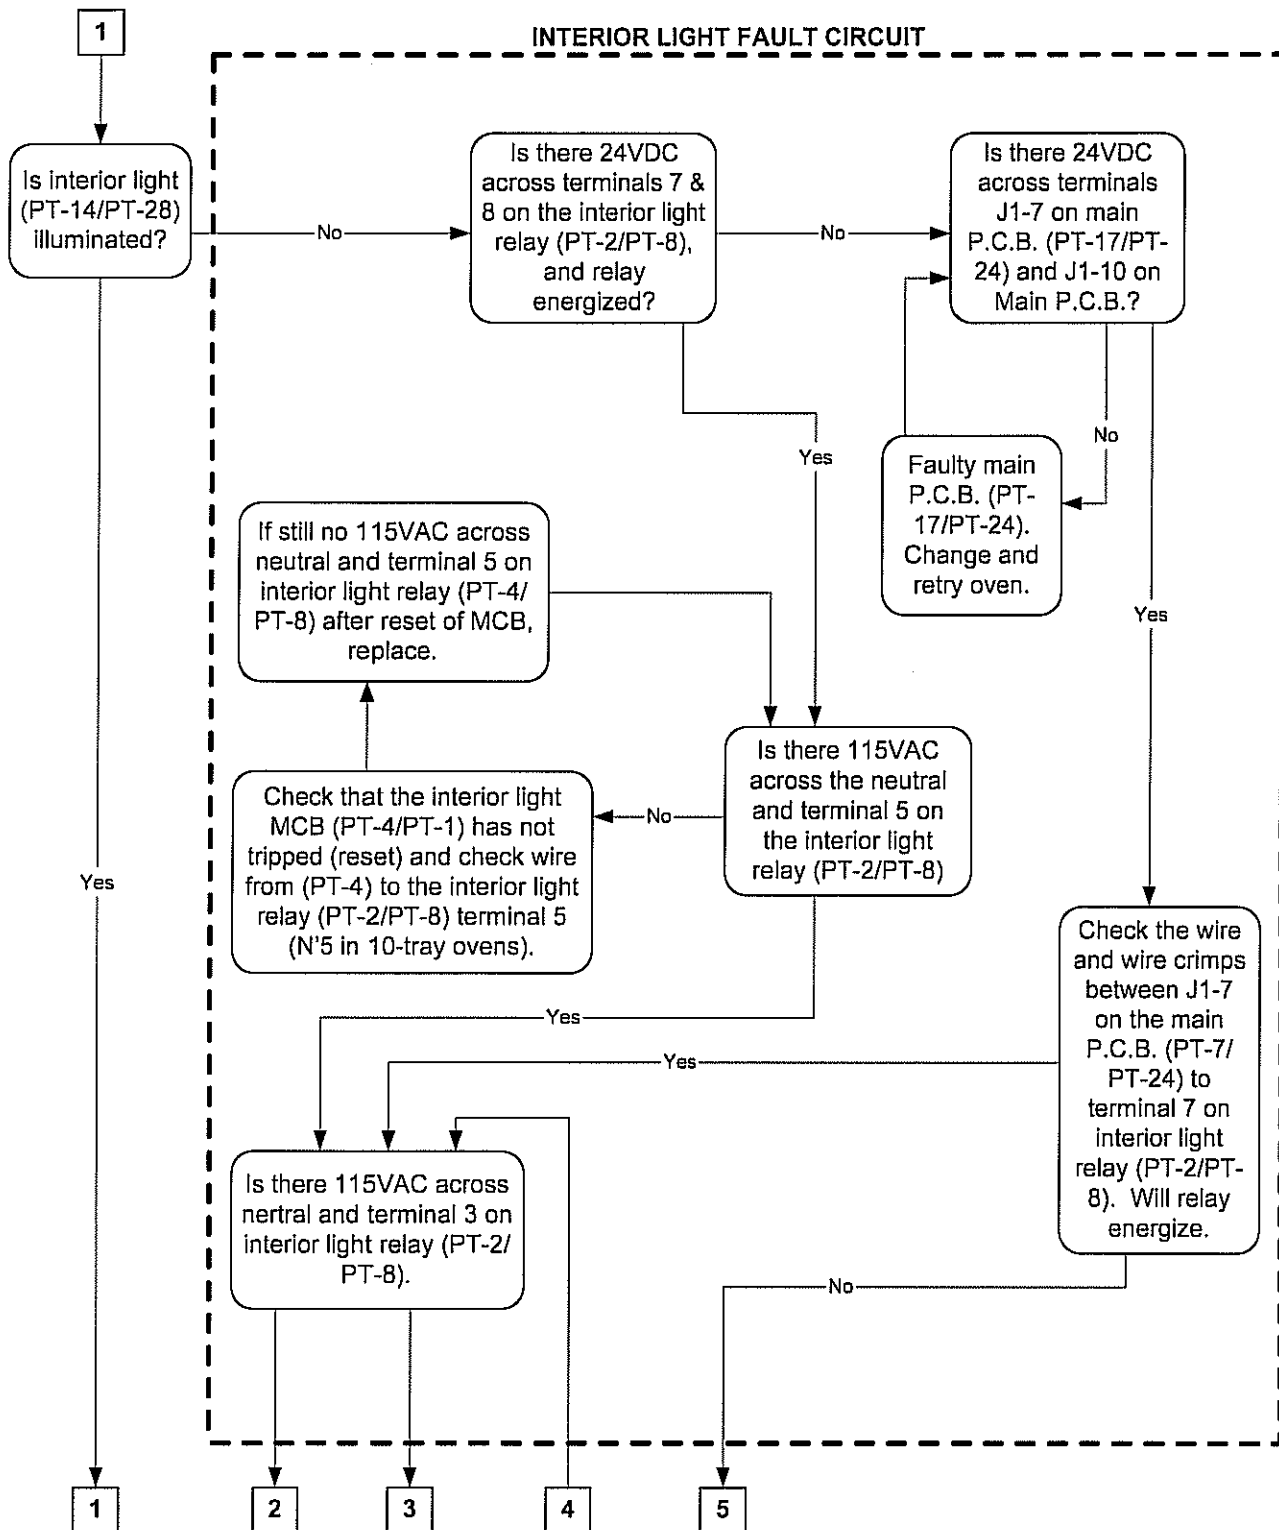 1
INTERIOR LIGHT FAULT CIRCUIT
Is interior light
(PT-14/PT-28)
illuminated?
No
Is there 24VDC
across terminals 7 &
8 on the interior light
relay (PT-2/PT-8),
and relay
energized?
No
Is there 24VDC
across terminals
J1-7 on main
P.C.B. (PT-17/PT-
24) and J1-10 on
Main P.C.B.?
No
Faulty main
P.C.B. (PT-
17/PT-24).
Change and
retry oven.
Yes
Yes
If still no 115VAC across
neutral and terminal 5 on
interior light relay (PT-4/
PT-8) after reset of MCB,
replace.
Is there 115VAC
across the neutral
and terminal 5 on
the interior light
relay (PT-2/PT-8)
No
Check that the interior light
MCB (PT-4/PT-1) has not
tripped (reset) and check wire
from (PT-4) to the interior light
relay (PT-2/PT-8) terminal 5
(N'5 in 10-tray ovens).
Yes
Check the wire
and wire crimps
between J1-7
on the main
P.C.B. (PT-7/
PT-24) to
terminal 7 on
interior light
relay (PT-2/PT-
8). Will relay
energize.
Yes
Yes
Is there 115VAC across
nertral and terminal 3 on
interior light relay (PT-2/
PT-8).
No
1
2
3
4
5